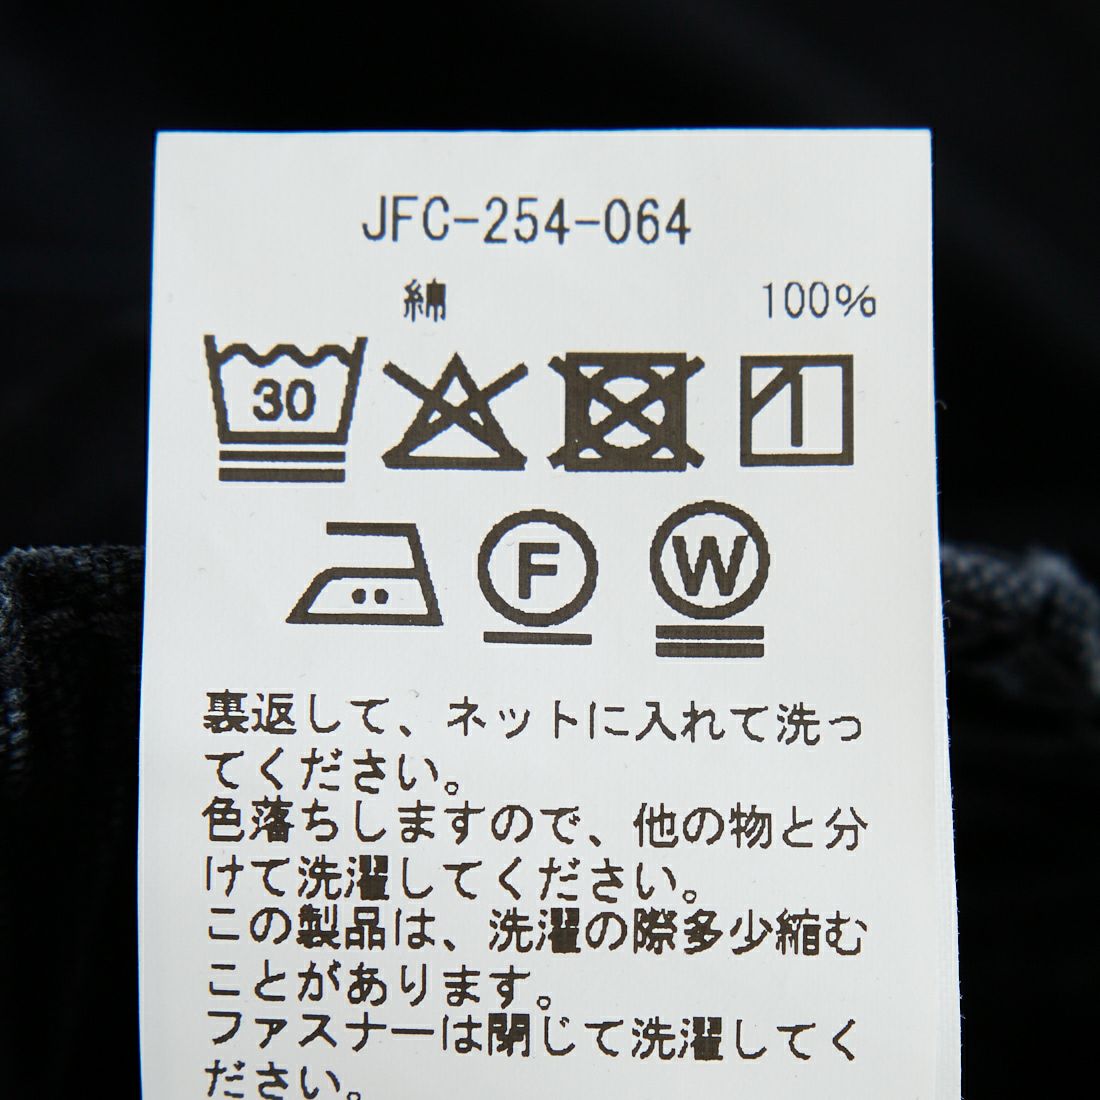 JFC-254-064
綿 100%
30
F W
裏返して、ネットに入れて洗っ
てください。
色落ちしますので、他の物と分
けて洗濯してください。
この製品は、洗濯の際多少縮む
ことがあります。
ファスナーは閉じて洗濯してく
ださい。